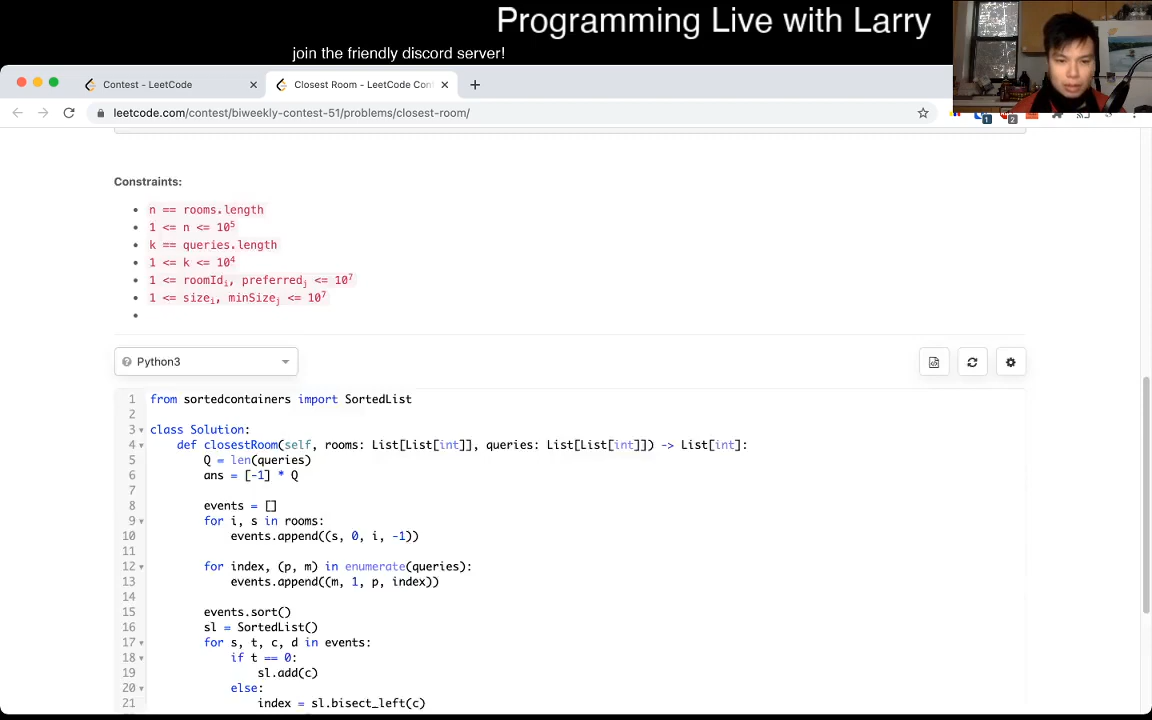 Programming Live with Larry
join the friendly discord server!
Contest - LeetCode
Closest Room - LeetCode Con
leetcode.com/contest/biweekly-contest-51/problems/closest-room/
1
2
Constraints:
n == rooms.length
1 <= n <= 10⁵
k == queries.length
1 <= k <= 10⁴
1 <= roomIdᵢ, preferredⱼ <= 10⁷
1 <= sizeᵢ, minSizeⱼ <= 10⁷
Python3
1 from sortedcontainers import SortedList
2
3 class Solution:
4 def closestRoom(self, rooms: List[List[int]], queries: List[List[int]]) -> List[int]:
5 Q = len(queries)
6 ans = [-1] * Q
7
8 events = []
9 for i, s in rooms:
10 events.append((s, 0, i, -1))
11
12 for index, (p, m) in enumerate(queries):
13 events.append((m, 1, p, index))
14
15 events.sort()
16 sl = SortedList()
17 for s, t, c, d in events:
18 if t == 0:
19 sl.add(c)
20 else:
21 index = sl.bisect_left(c)